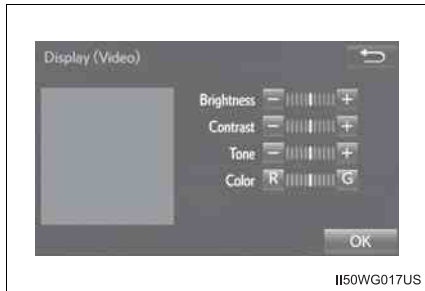 Display (Video)
Brightness − +
Contrast − +
Tone − +
Color R G
OK
II50WG017US